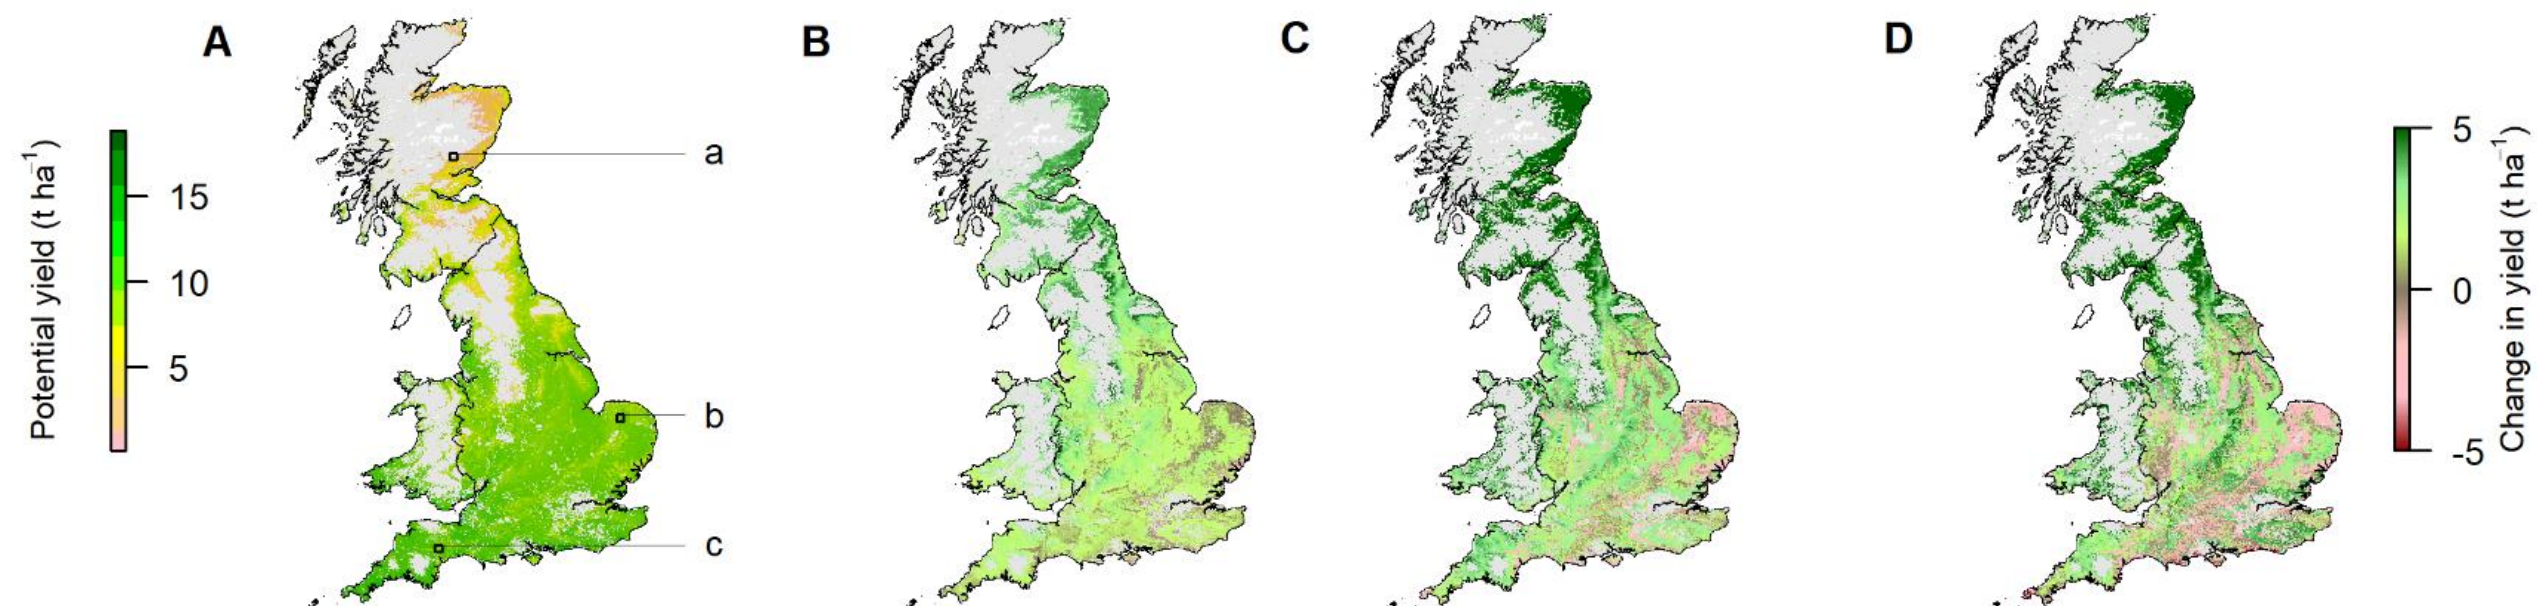 A
B
C
D
Potential yield (t ha⁻¹)
15
10
5
a
b
c
5
0
-5
Change in yield (t ha⁻¹)